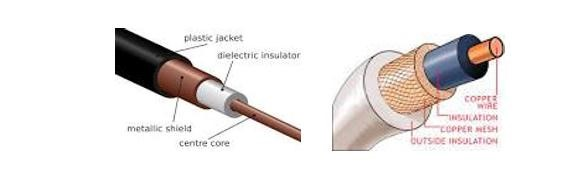 plastic jacket
dielectric insulator
metallic shield
centre core
COPPER
WIRE
INSULATION
COPPER MESH
OUTSIDE INSULATION